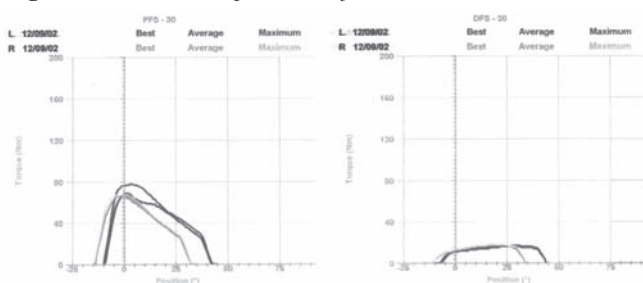 PFS - 30
L 12/09/02 Best Average Maximum
R 12/09/02 Best Average Maximum
200
160
120
80
40
0
Torque (Nm)
-25 0 25 50 75
Position (°)
DFS - 30
L 12/09/02 Best Average Maximum
R 12/09/02 Best Average Maximum
200
160
120
80
40
0
Torque (Nm)
-25 0 25 50 75
Position (°)